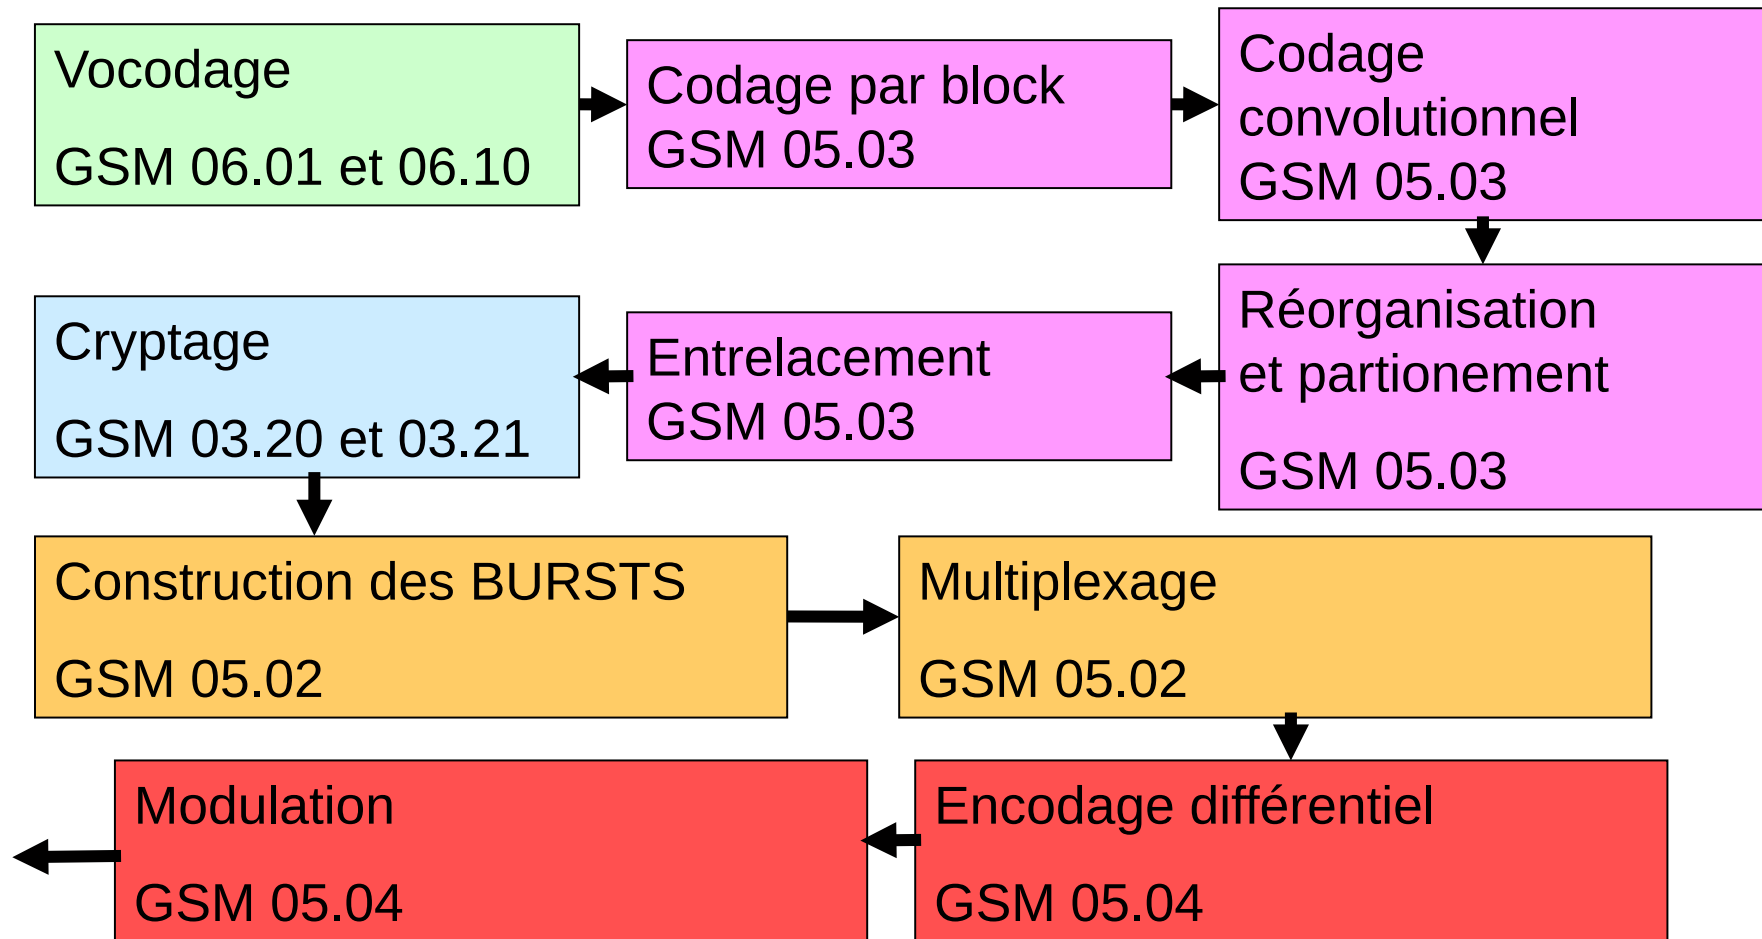 Vocodage
GSM 06.01 et 06.10
Codage par block
GSM 05.03
Codage
convolutionnel
GSM 05.03
Réorganisation
et partionement
GSM 05.03
Entrelacement
GSM 05.03
Cryptage
GSM 03.20 et 03.21
Construction des BURSTS
GSM 05.02
Multiplexage
GSM 05.02
Encodage différentiel
GSM 05.04
Modulation
GSM 05.04